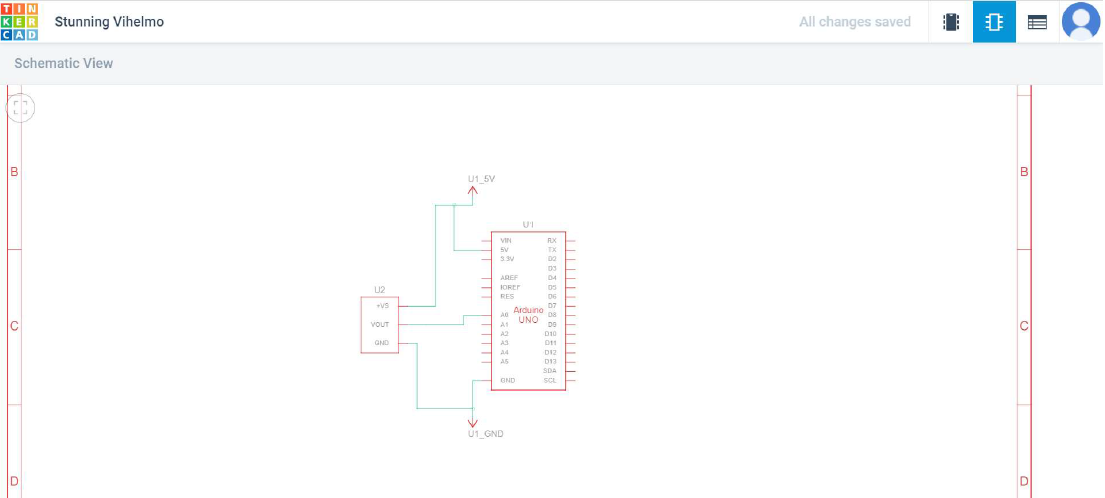 TIN
KER
CAD
Stunning Vihelmo
All changes saved
Schematic View
B
B
U1_5V
U1
VIN RX
5V TX
3.3V D2
D3
AREF D4
IOREF D5
RES D6
D7
A0 D8
A1 D9
A2 D10
A3 D11
A4 D12
A5 D13
SDA
GND SCL
Arduino
UNO
U2
+VS
VOUT
GND
C
C
U1_GND
D
D